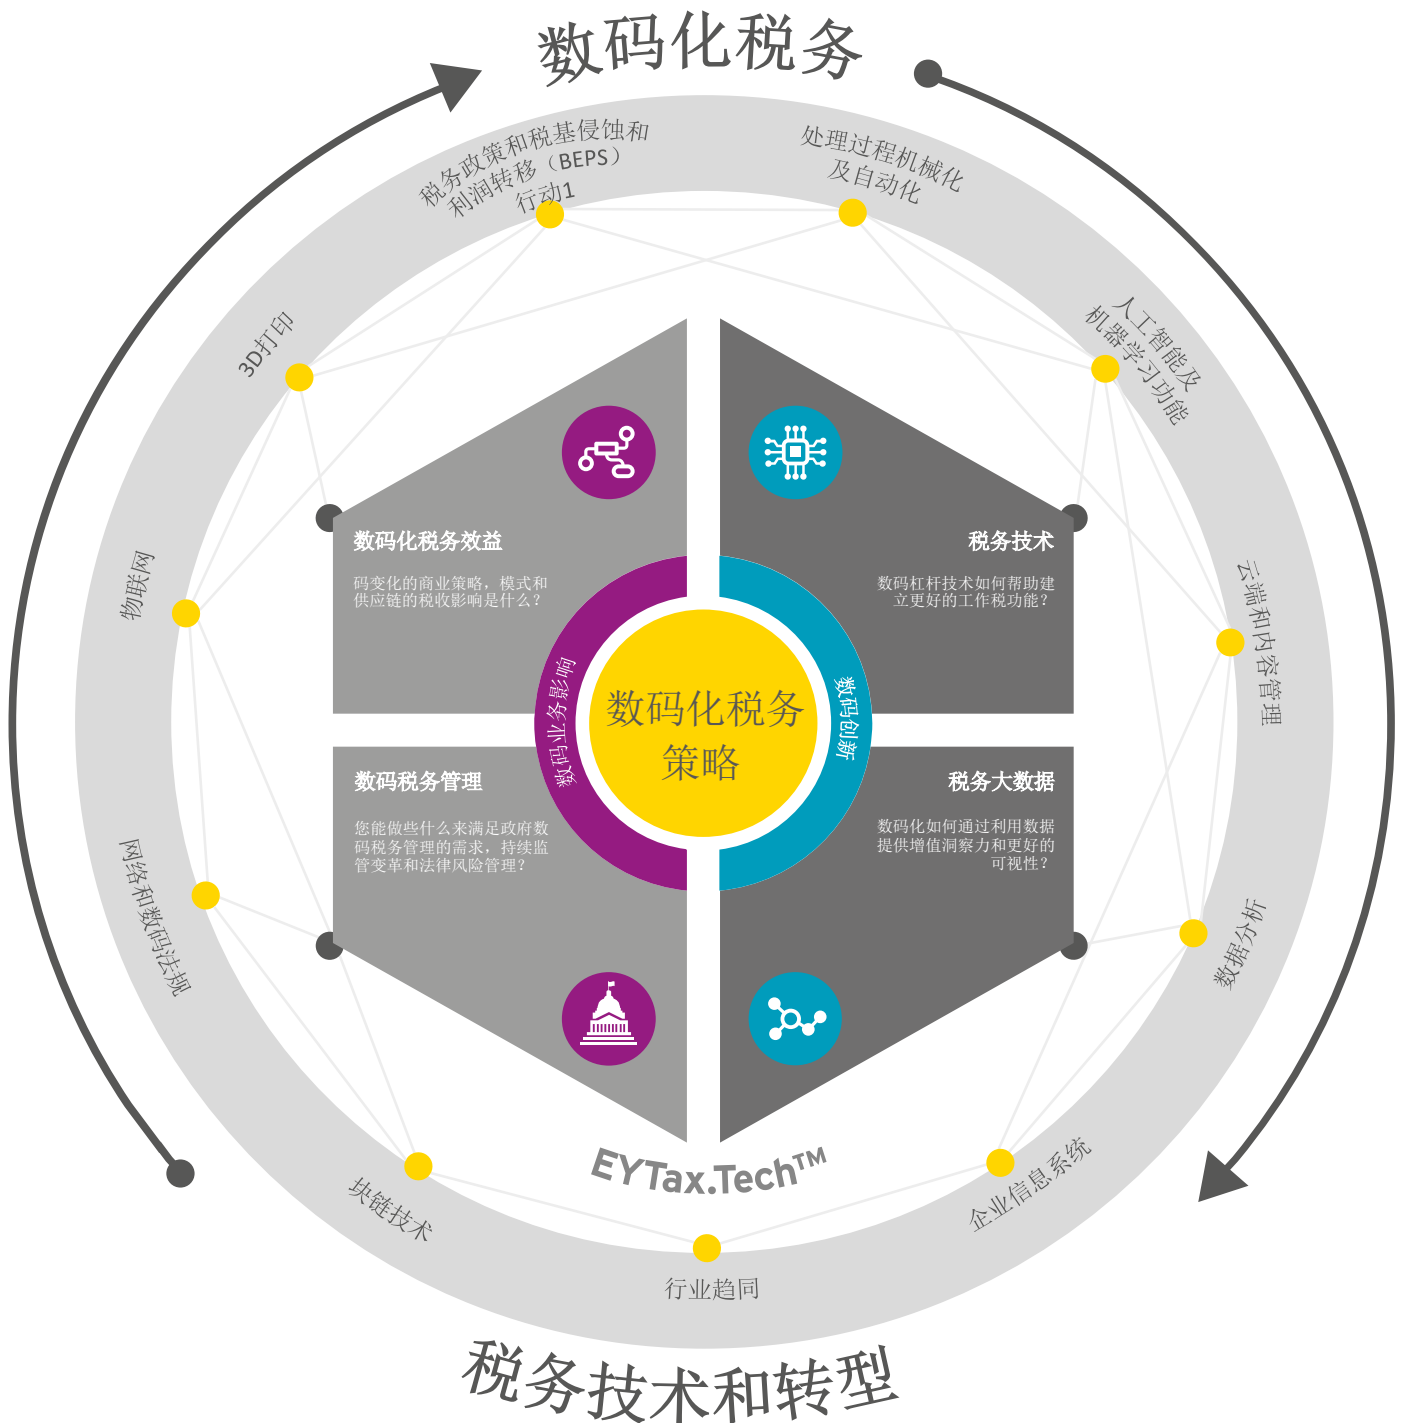 数码化税务
税务政策和税基侵蚀和
利润转移（BEPS）
行动1
处理过程机械化
及自动化
3D打印
人工智能及
机器学习功能
物联网
云端和内容管理
网络和数码法规
数据分析
块链技术
企业信息系统
行业趋同
数码化税务效益
码变化的商业策略，模式和
供应链的税收影响是什么？
税务技术
数码杠杆技术如何帮助建
立更好的工作税功能？
数码业务影响
数码化税务
策略
数码创新
数码税务管理
您能做些什么来满足政府数
码税务管理的需求，持续监
管变革和法律风险管理？
税务大数据
数码化如何通过利用数据
提供增值洞察力和更好的
可视性？
EYTax.Tech™
税务技术和转型